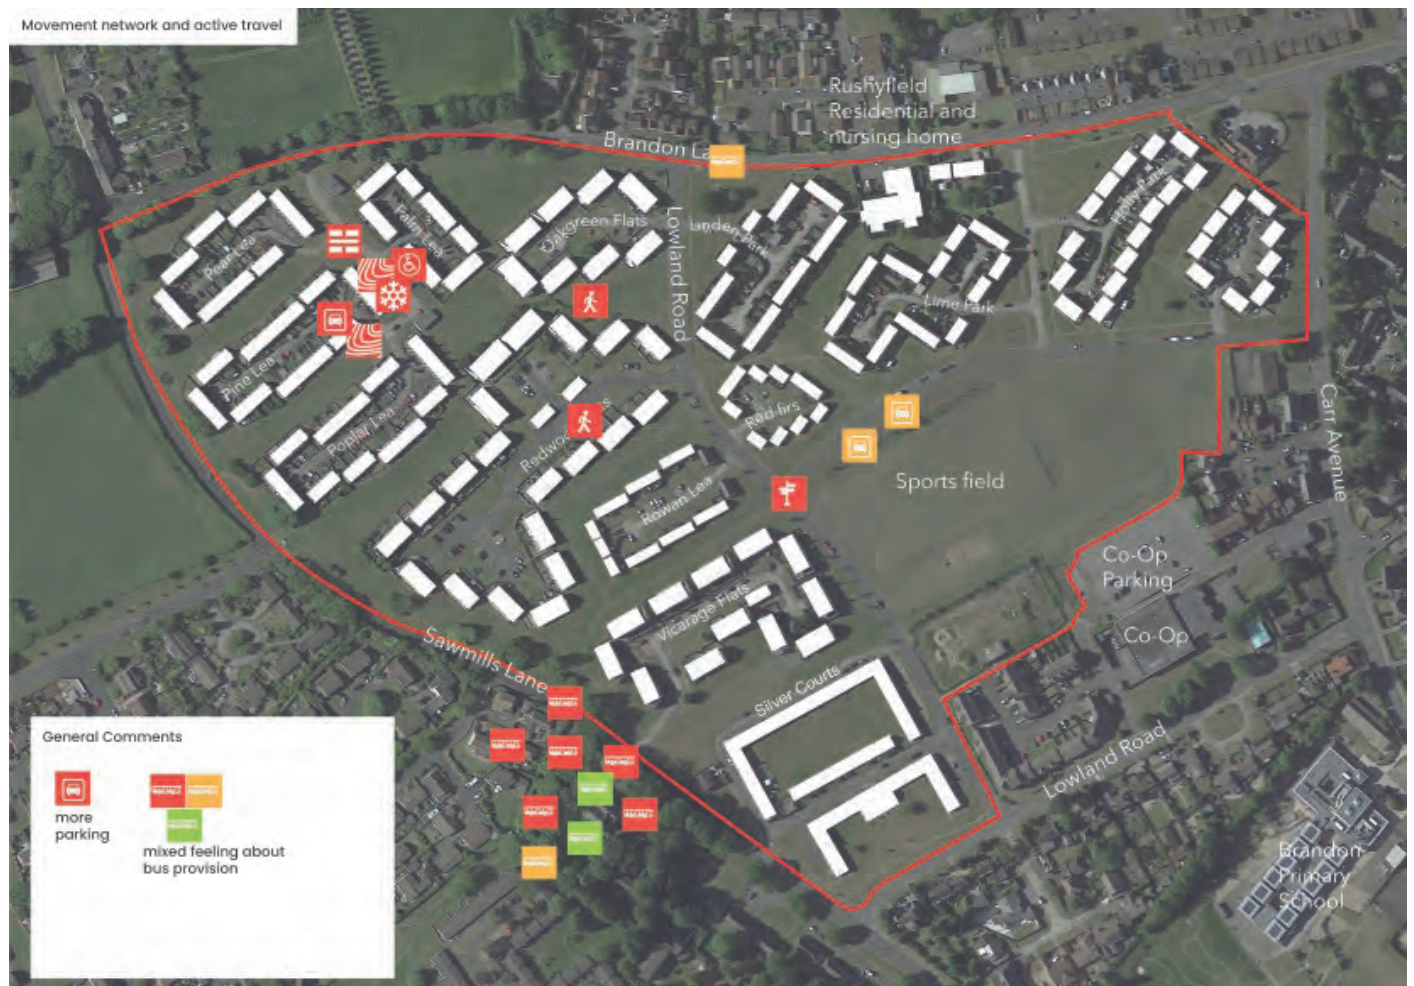 Movement network and active travel
Rushyfield
Residential and
nursing home
Brandon La
Holly Park
Palm Lea
Oakgreen Flats
Linden Park
Pear Lea
Lowland Road
Lime Park
Pine Lea
Red firs
Carr Avenue
Poplar Lea
Redwo
Sports field
Rowan Lea
Co-Op
Parking
Vicarage Flats
Co-Op
Sawmills Lane
Silver Courts
General Comments
Lowland Road
more
parking
mixed feeling about
bus provision
Brandon
Primary
School